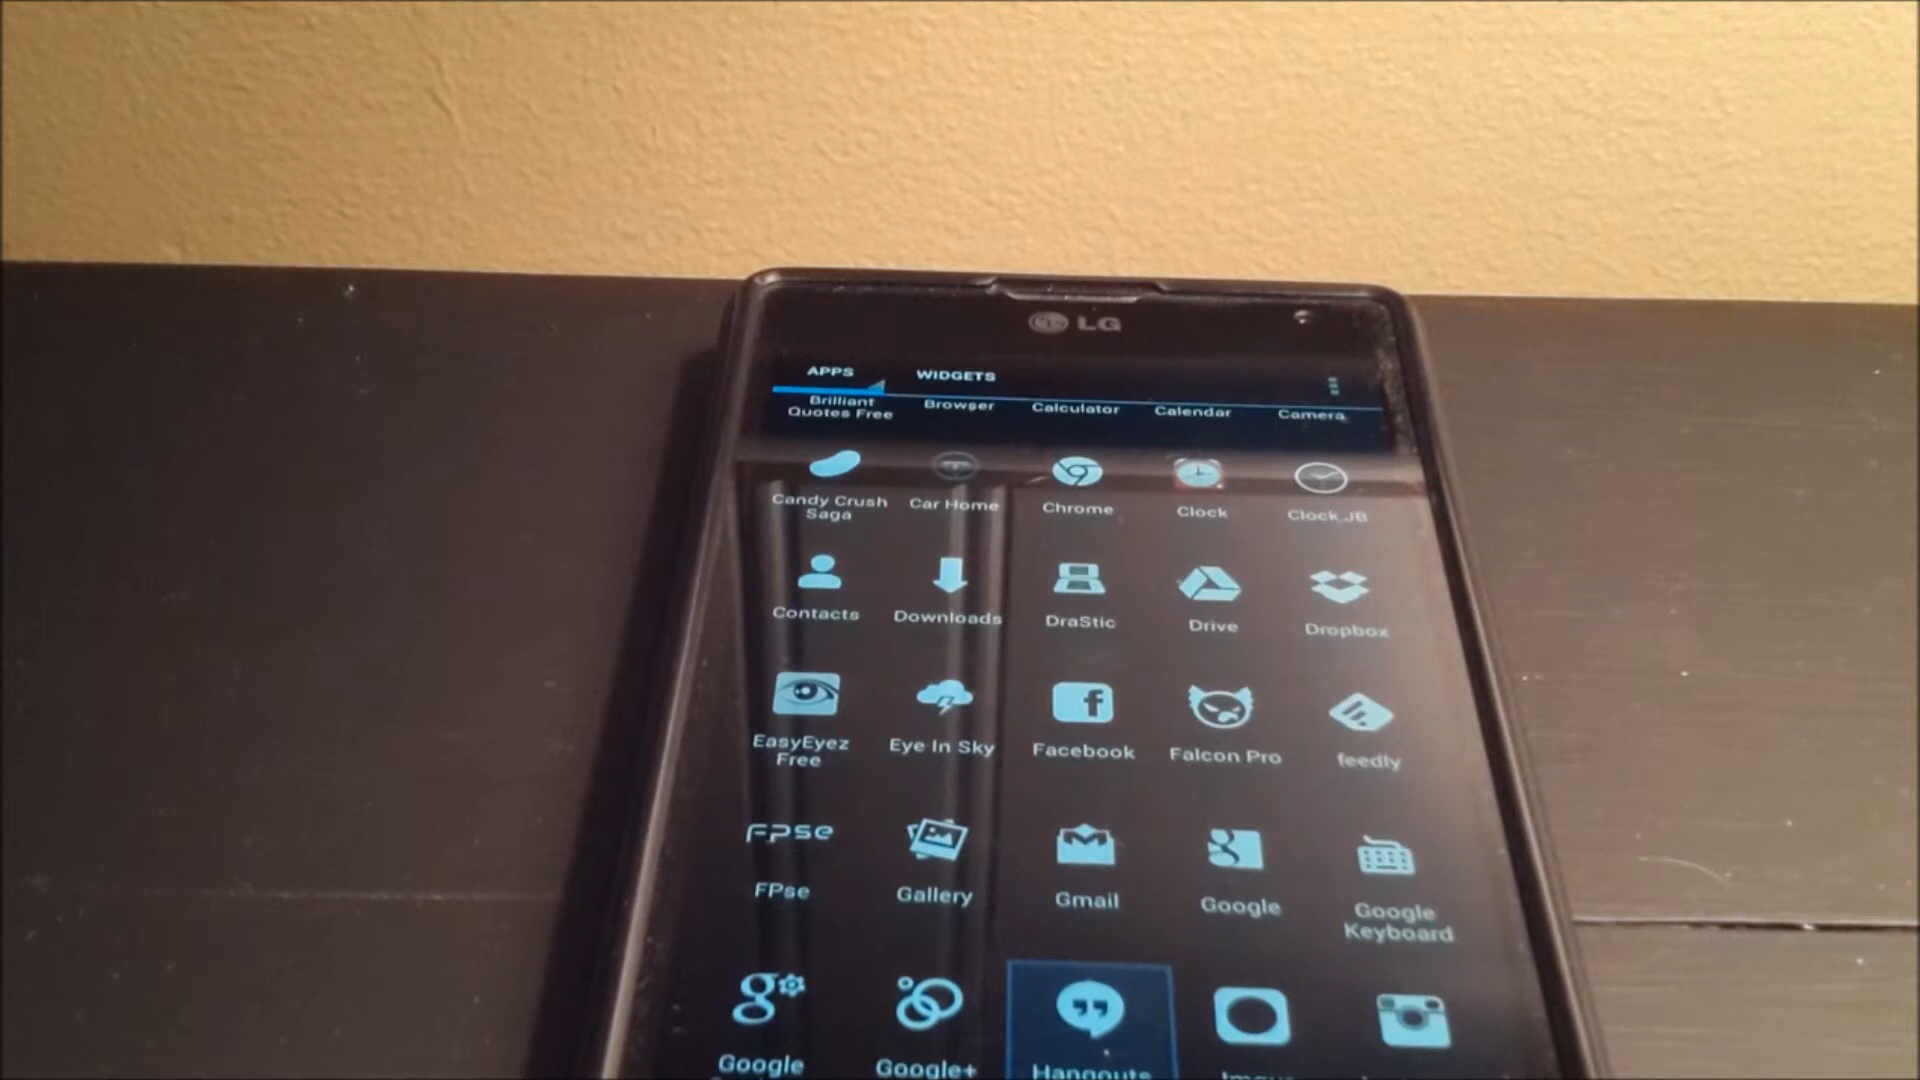 LG
APPS WIDGETS
Brilliant
Quotes Free
Browser
Calculator
Calendar
Camera
Candy Crush
Saga
Car Home
Chrome
Clock
Clock JB
Contacts
Downloads
DraStic
Drive
Dropbox
EasyEyez
Free
Eye In Sky
Facebook
Falcon Pro
feedly
FPse
FPse
Gallery
Gmail
Google
Google
Keyboard
Google
Google+
Hangouts